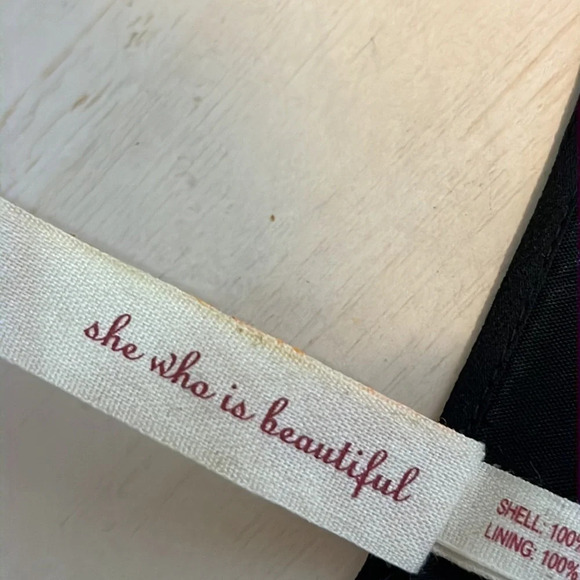 she who is beautiful
SHELL: 100%
LINING: 100%